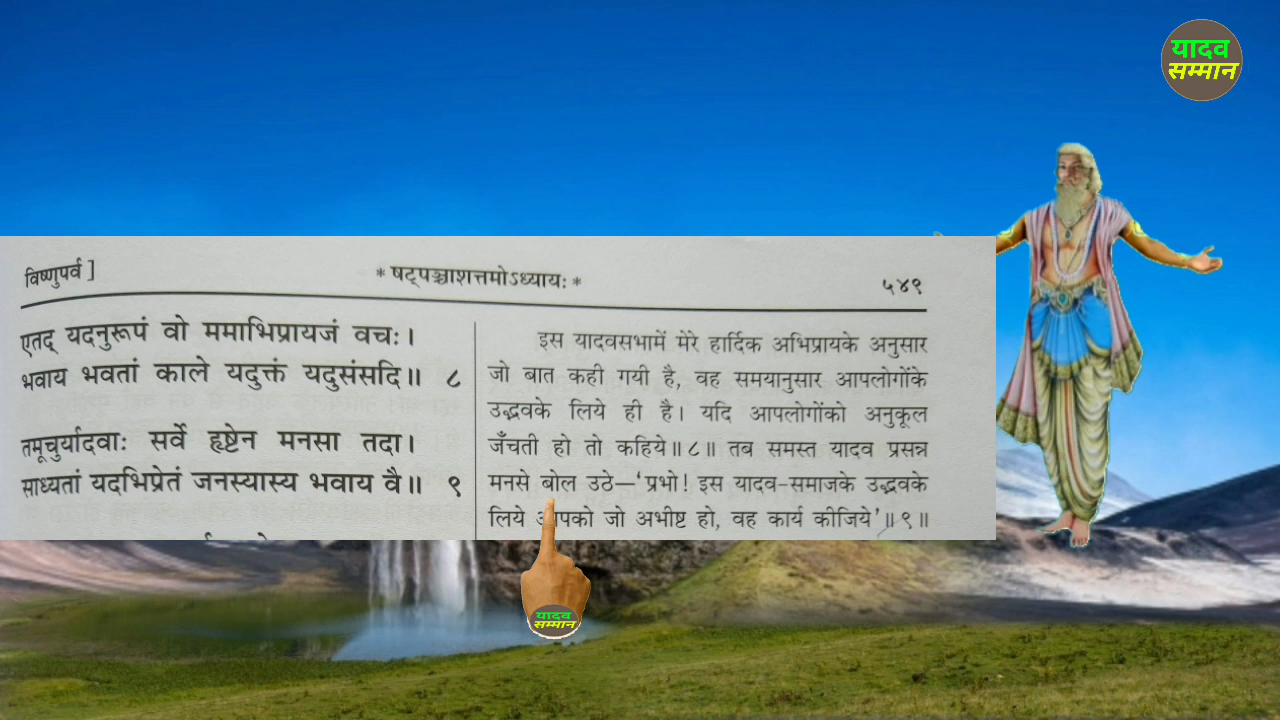 यादव
सम्मान
विष्णुपर्व ]
* षट्पञ्चाशत्तमोऽध्यायः *
५४९
एतद् यदनुरूपं वो ममाभिप्रायजं वचः।
भवाय भवतां काले यदुक्तं यदुसंसदि॥ ८
तमूचुर्यादवाः सर्वे हृष्टेन मनसा तदा।
साध्यतां यदभिप्रेतं जनस्यास्य भवाय वै॥ ९
इस यादवसभामें मेरे हार्दिक अभिप्रायके अनुसार
जो बात कही गयी है, वह समयानुसार आपलोगोंके
उद्भवके लिये ही है। यदि आपलोगोंको अनुकूल
जँचती हो तो कहिये॥८॥ तब समस्त यादव प्रसन्न
मनसे बोल उठे—‘प्रभो! इस यादव-समाजके उद्भवके
लिये आपको जो अभीष्ट हो, वह कार्य कीजिये’॥९॥
यादव
सम्मान